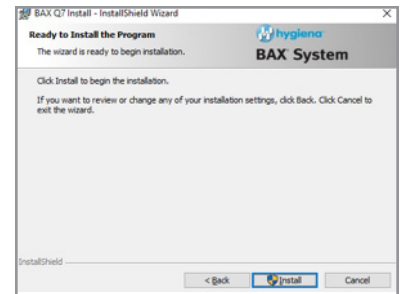 BAX Q7 Install - InstallShield Wizard
Ready to Install the Program
The wizard is ready to begin installation.
hygiena
BAX System
Click Install to begin the installation.
If you want to review or change any of your installation settings, click Back. Click Cancel to
exit the wizard.
InstallShield
< Back
Install
Cancel